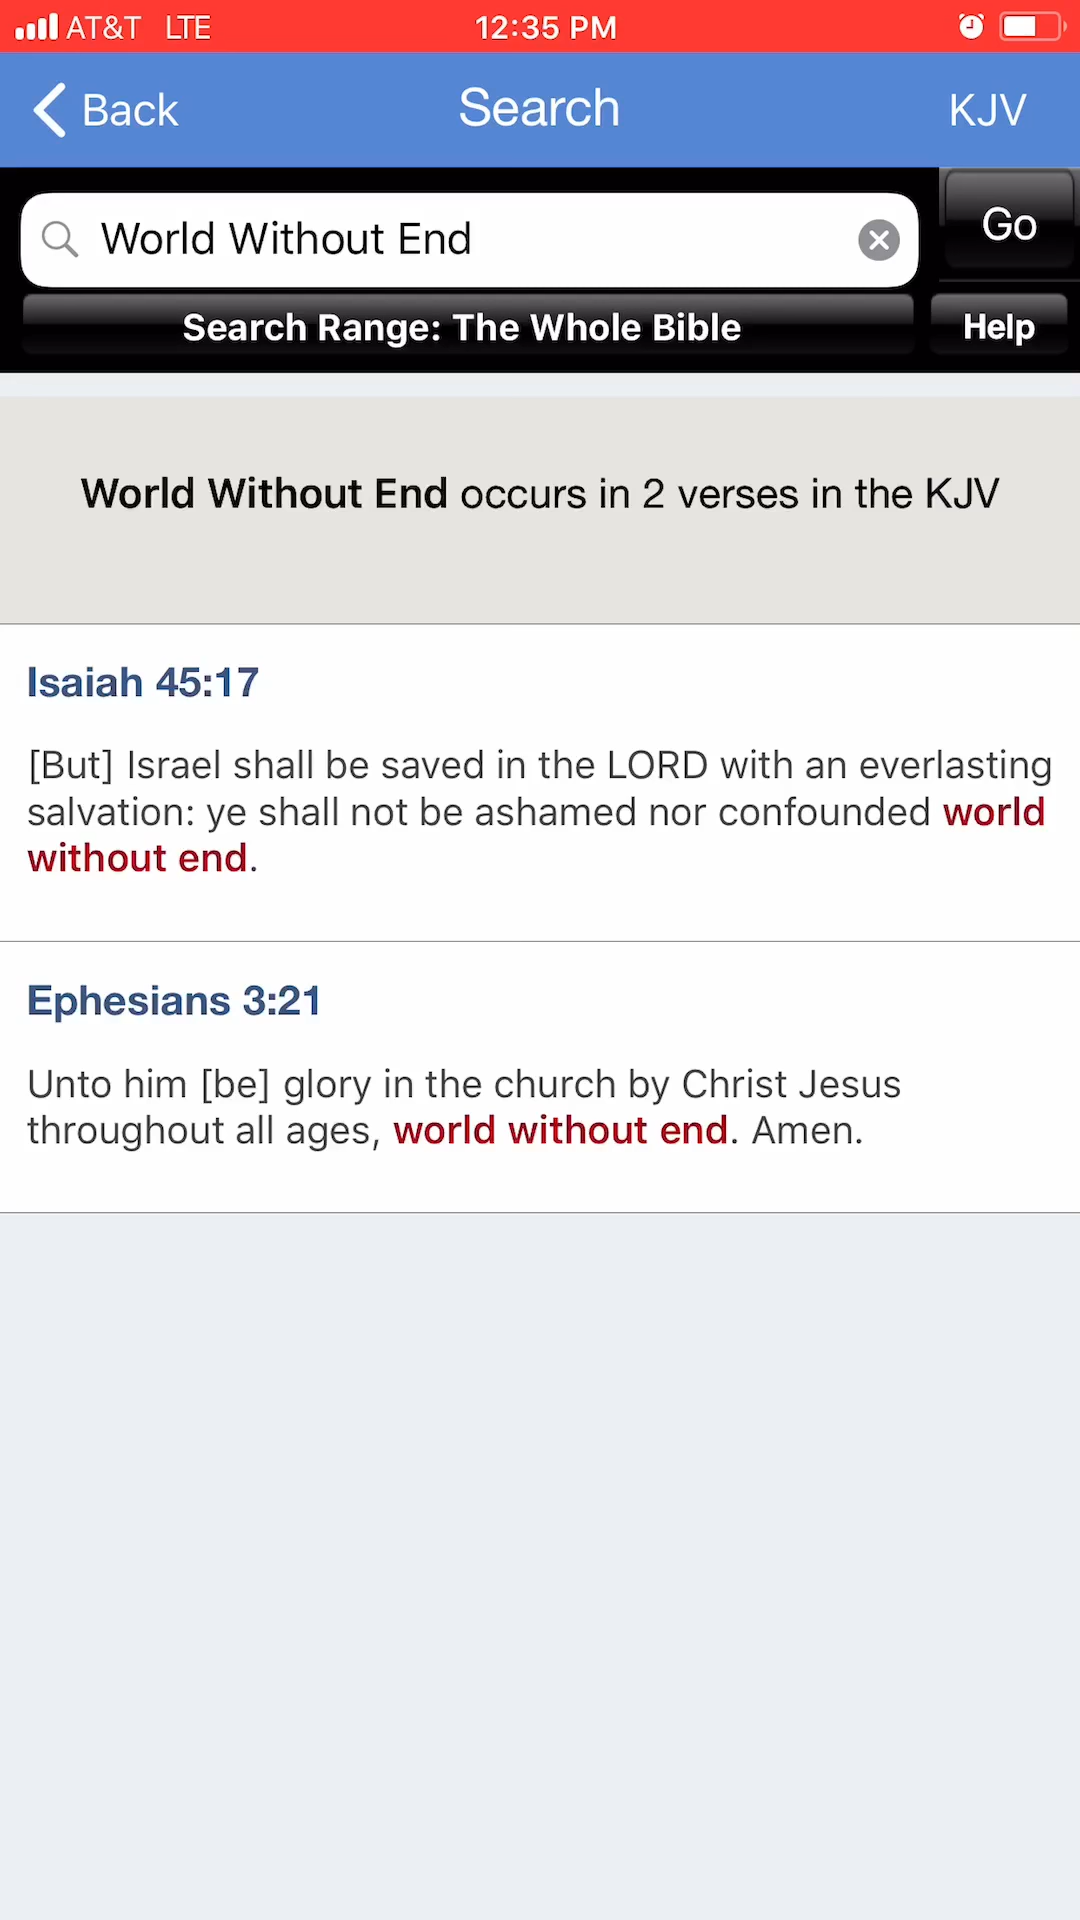 AT&T LTE 12:35 PM
Back Search KJV
World Without End
Go
Search Range: The Whole Bible
Help
World Without End occurs in 2 verses in the KJV
Isaiah 45:17
[But] Israel shall be saved in the LORD with an everlasting
salvation: ye shall not be ashamed nor confounded world
without end.
Ephesians 3:21
Unto him [be] glory in the church by Christ Jesus
throughout all ages, world without end. Amen.